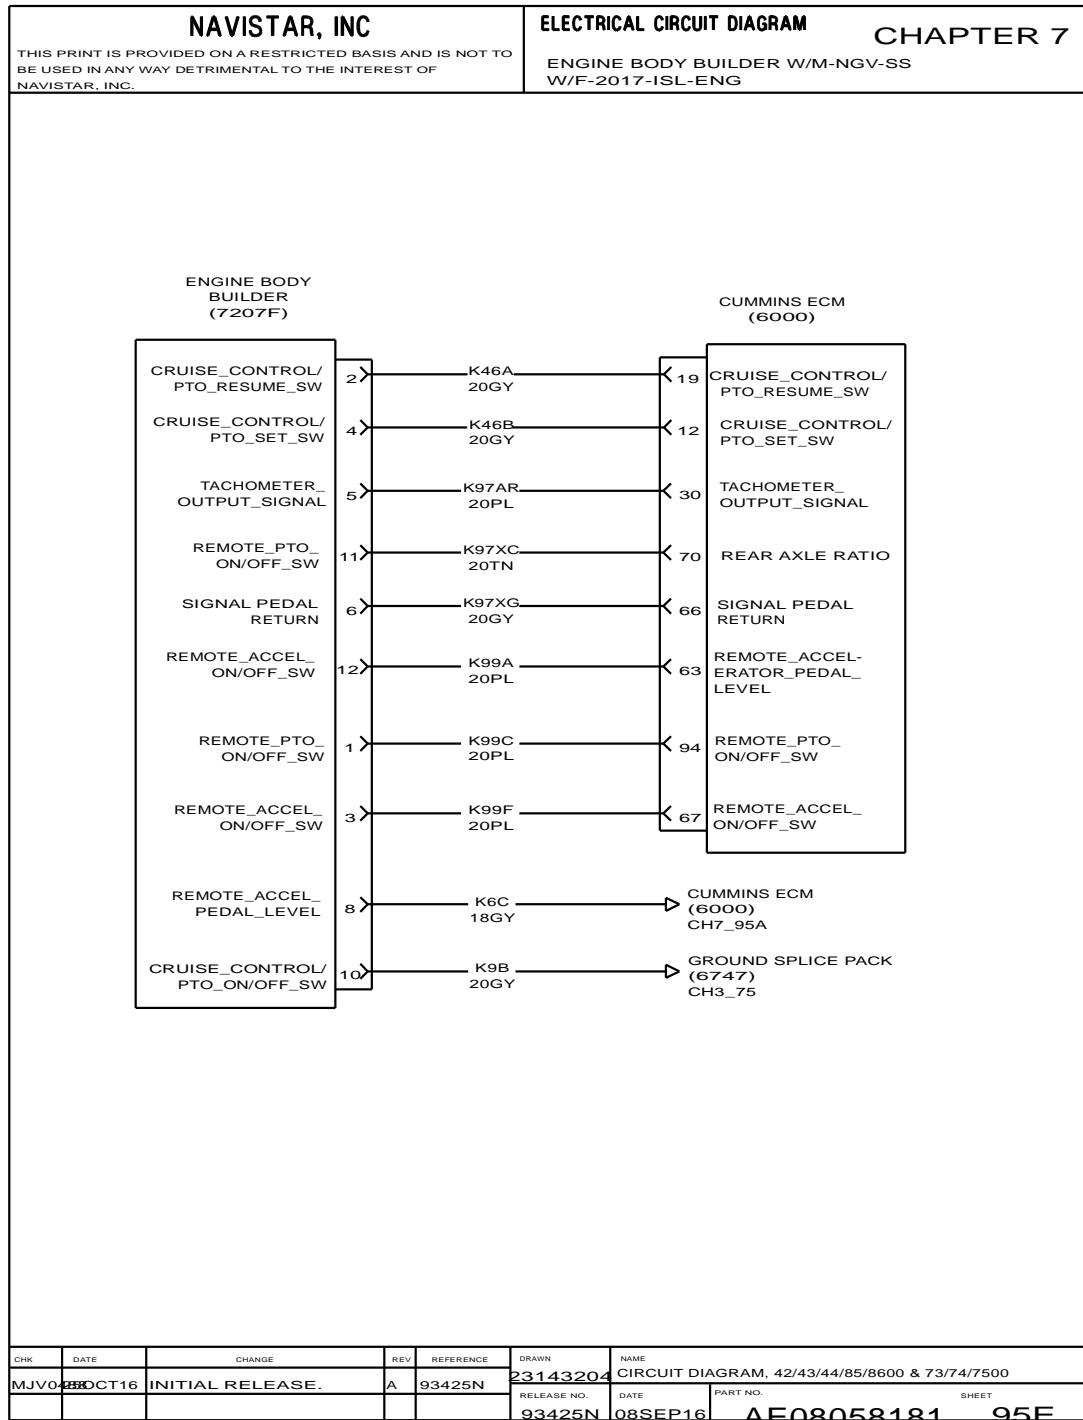 NAVISTAR, INC
THIS PRINT IS PROVIDED ON A RESTRICTED BASIS AND IS NOT TO
BE USED IN ANY WAY DETRIMENTAL TO THE INTEREST OF
NAVISTAR, INC.
ELECTRICAL CIRCUIT DIAGRAM
CHAPTER 7
ENGINE BODY BUILDER W/M-NGV-SS
W/F-2017-ISL-ENG
ENGINE BODY
BUILDER
(7207F)
CUMMINS ECM
(6000)
CRUISE_CONTROL/
PTO_RESUME_SW
2
K46A
20GY
19
CRUISE_CONTROL/
PTO_RESUME_SW
CRUISE_CONTROL/
PTO_SET_SW
4
K46B
20GY
12
CRUISE_CONTROL/
PTO_SET_SW
TACHOMETER_
OUTPUT_SIGNAL
5
K97AR
20PL
30
TACHOMETER_
OUTPUT_SIGNAL
REMOTE_PTO_
ON/OFF_SW
11
K97XC
20TN
70
REAR AXLE RATIO
SIGNAL PEDAL
RETURN
6
K97XG
20GY
66
SIGNAL PEDAL
RETURN
REMOTE_ACCEL_
ON/OFF_SW
12
K99A
20PL
63
REMOTE_ACCEL-
ERATOR_PEDAL_
LEVEL
REMOTE_PTO_
ON/OFF_SW
1
K99C
20PL
94
REMOTE_PTO_
ON/OFF_SW
REMOTE_ACCEL_
ON/OFF_SW
3
K99F
20PL
67
REMOTE_ACCEL_
ON/OFF_SW
REMOTE_ACCEL_
PEDAL_LEVEL
8
K6C
18GY
CUMMINS ECM
(6000)
CH7_95A
CRUISE_CONTROL/
PTO_ON/OFF_SW
10
K9B
20GY
GROUND SPLICE PACK
(6747)
CH3_75
CHK DATE CHANGE REV REFERENCE
INITIAL RELEASE. A 93425N
DRAWN
23143204
NAME
CIRCUIT DIAGRAM, 42/43/44/85/8600 & 73/74/7500
RELEASE NO.
93425N
DATE
08SEP16
PART NO.
AE08058181
SHEET
95E